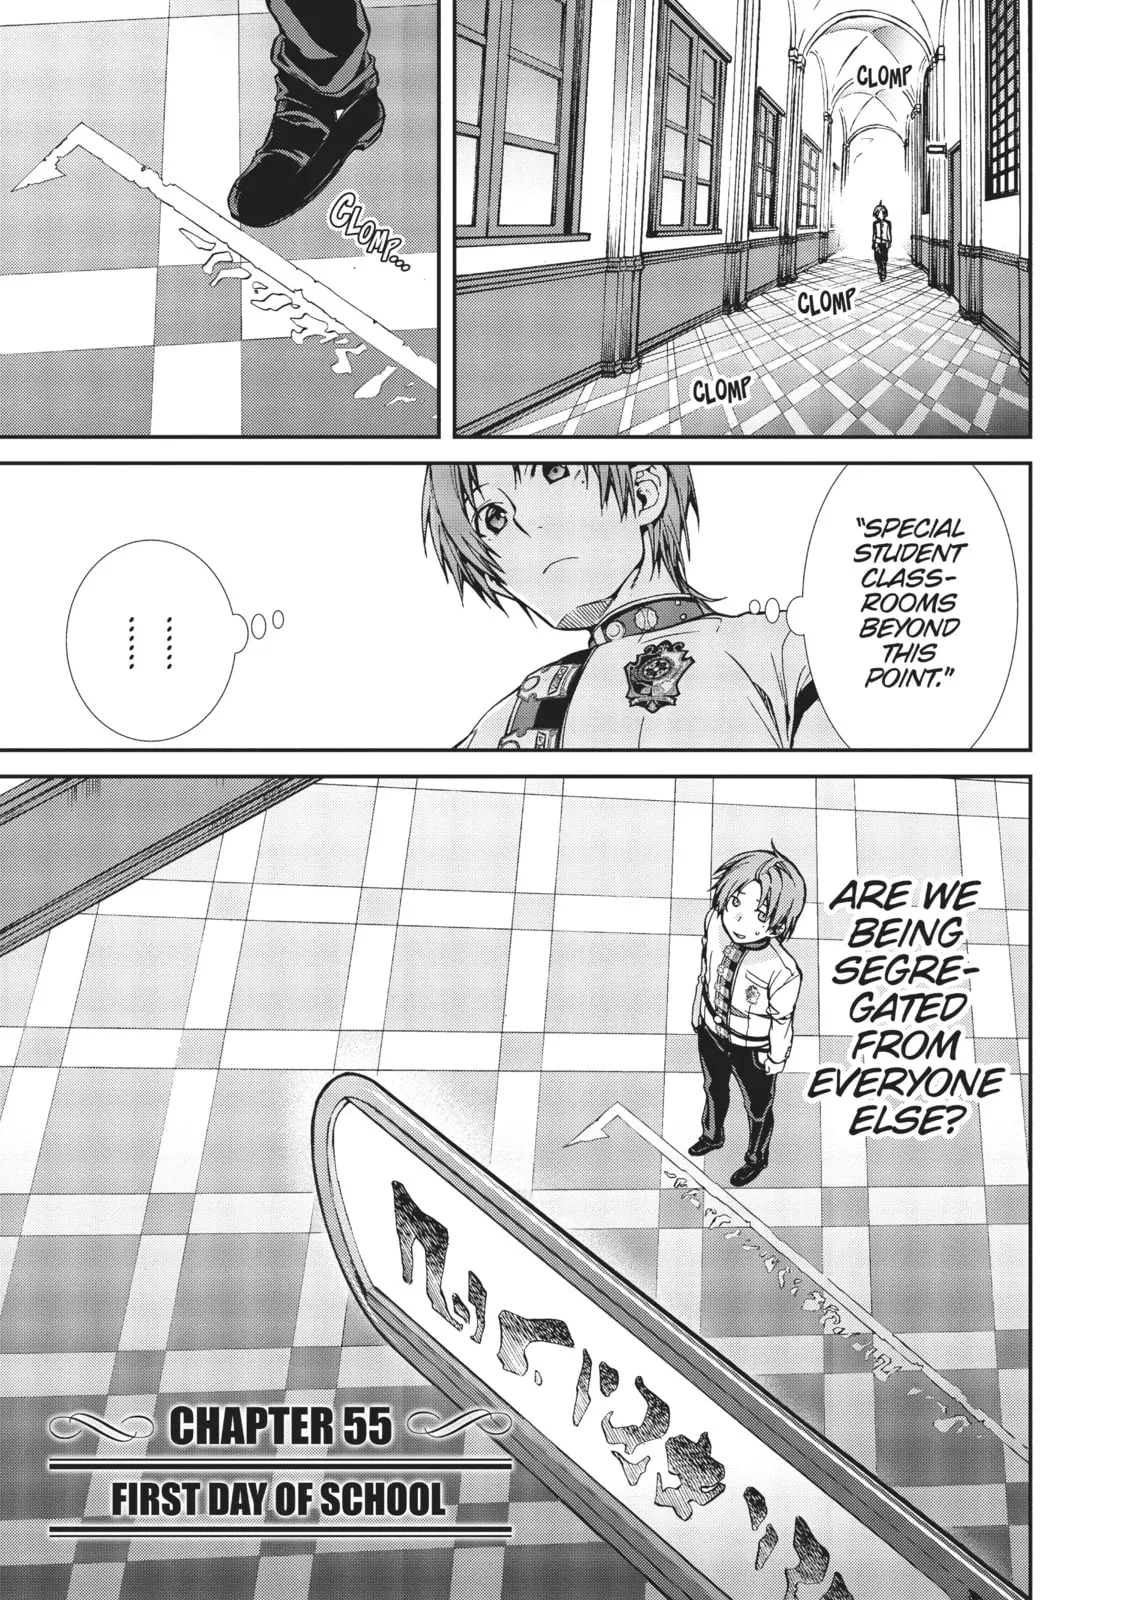 CLOMP
CLOMP
CLOMP
CLOMP...
"SPECIAL
STUDENT
CLASS-
ROOMS
BEYOND
THIS
POINT."
......
......
ARE WE
BEING
SEGRE-
GATED
FROM
EVERYONE
ELSE?
CHAPTER 55
FIRST DAY OF SCHOOL